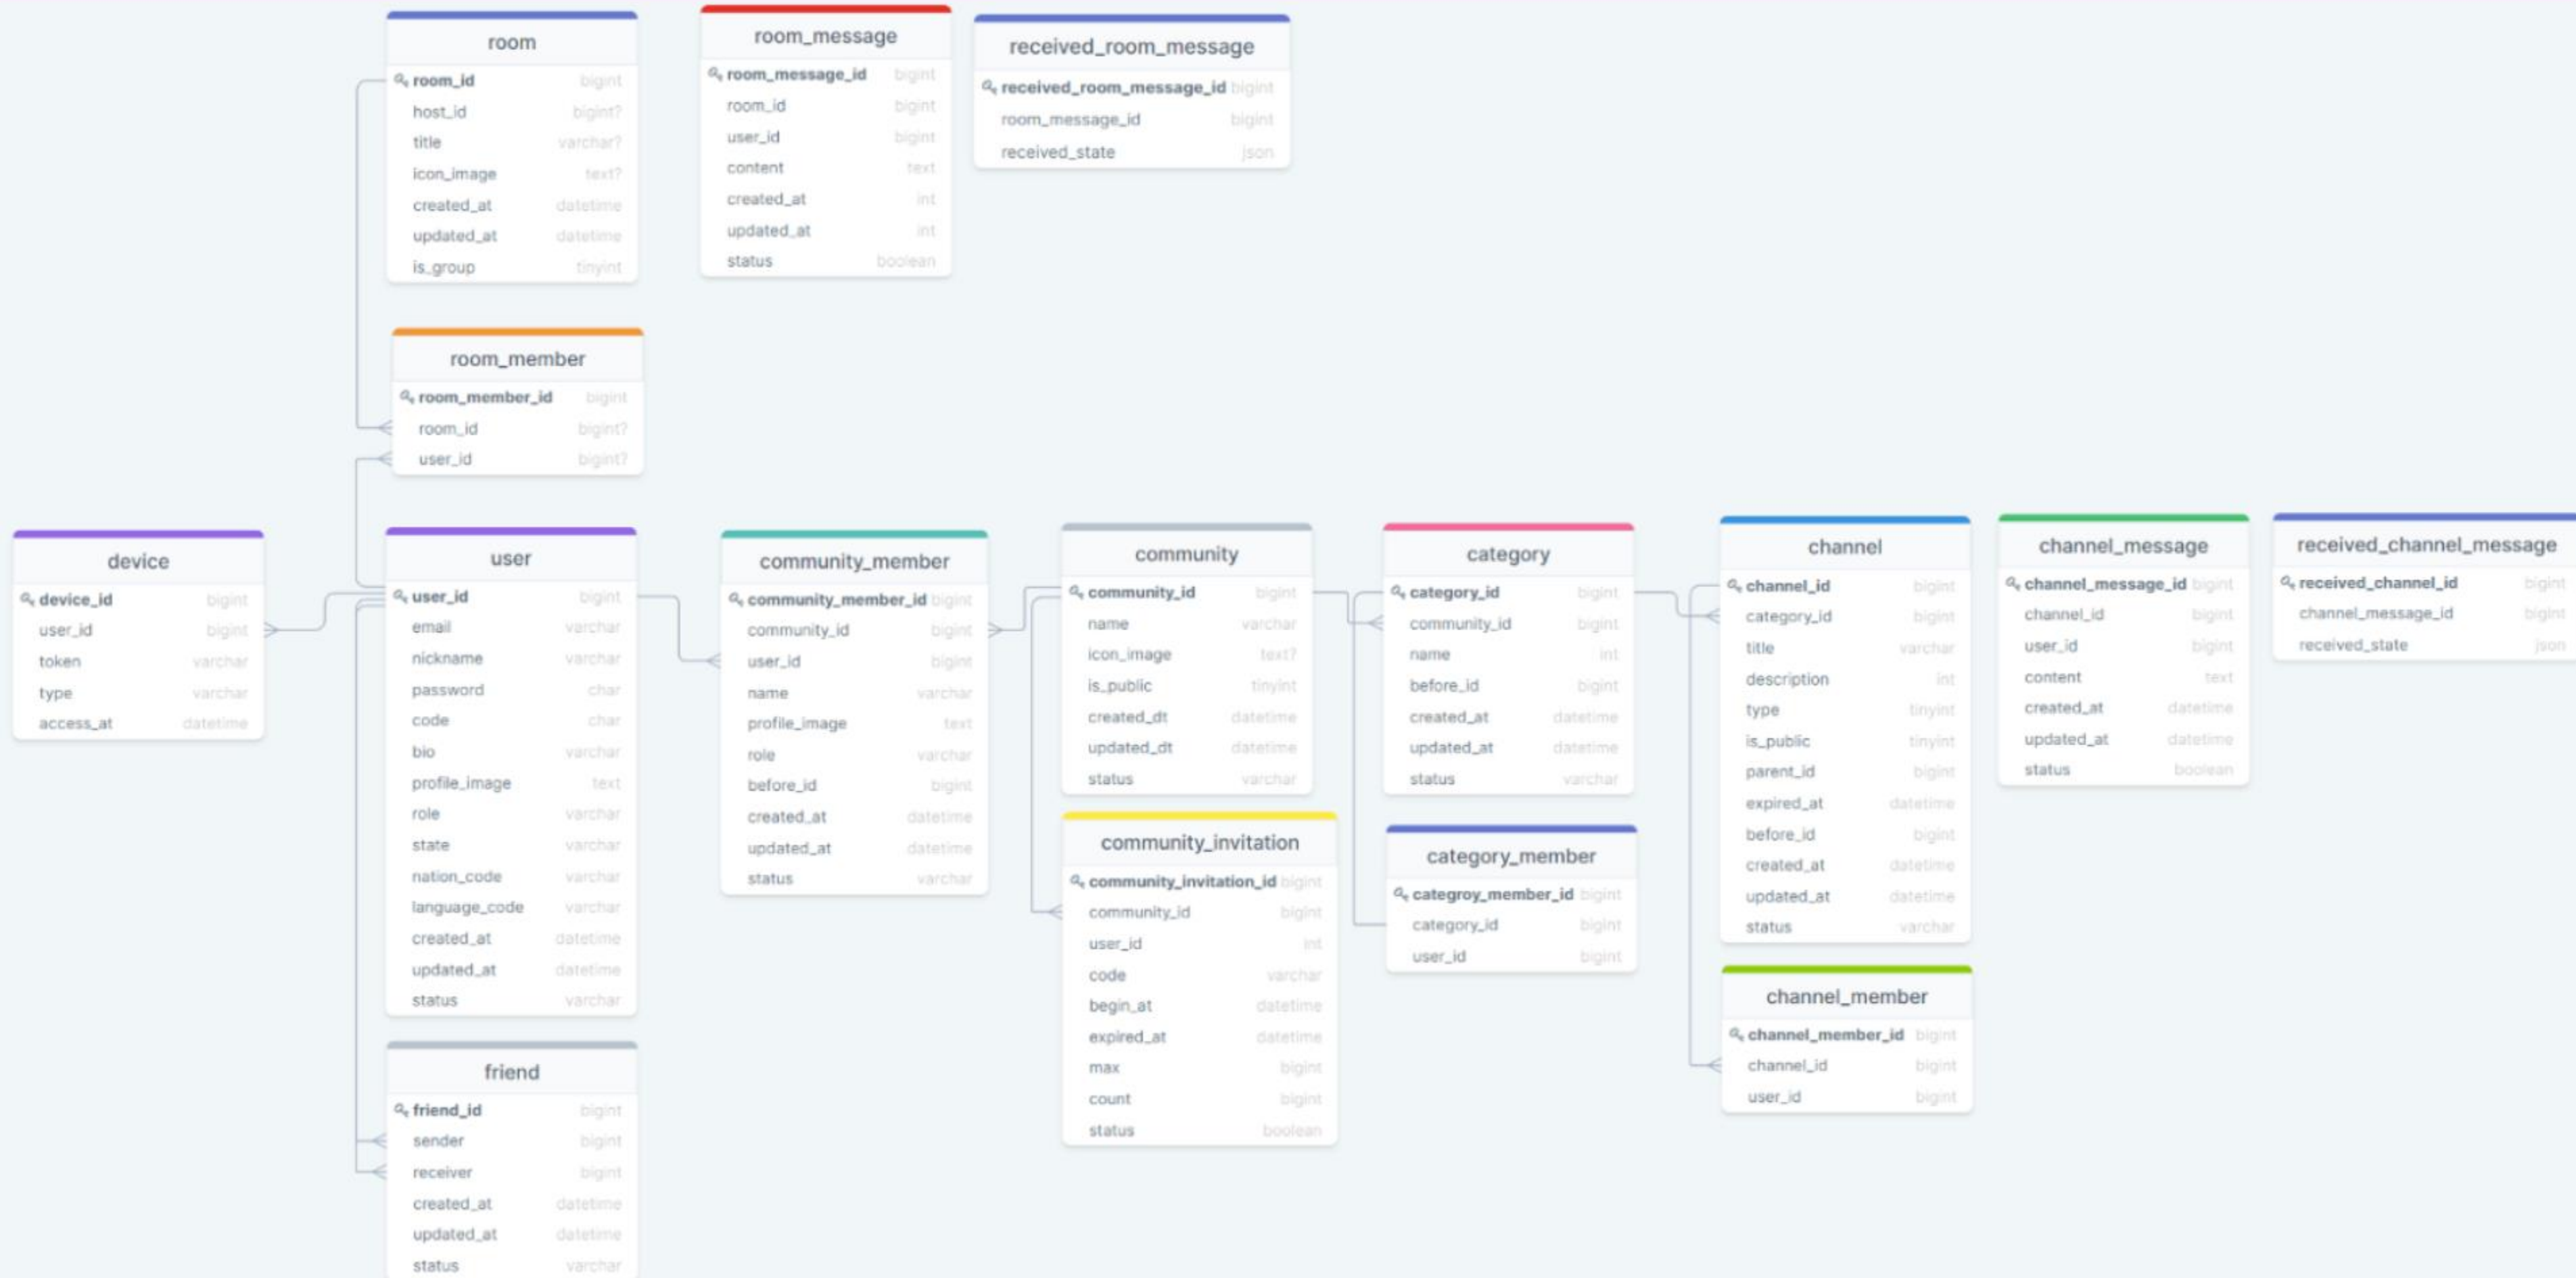 room
room_id bigint
host_id bigint?
title varchar?
icon_image text?
created_at datetime
updated_at datetime
is_group tinyint
room_message
room_message_id bigint
room_id bigint
user_id bigint
content text
created_at int
updated_at int
status boolean
received_room_message
received_room_message_id bigint
room_message_id bigint
received_state json
room_member
room_member_id bigint
room_id bigint?
user_id bigint?
device
device_id bigint
user_id bigint
token varchar
type varchar
access_at datetime
user
user_id bigint
email varchar
nickname varchar
password char
code char
bio varchar
profile_image text
role varchar
state varchar
nation_code varchar
language_code varchar
created_at datetime
updated_at datetime
status varchar
friend
friend_id bigint
sender bigint
receiver bigint
created_at datetime
updated_at datetime
status varchar
community_member
community_member_id bigint
community_id bigint
user_id bigint
name varchar
profile_image text
role varchar
before_id bigint
created_at datetime
updated_at datetime
status varchar
community
community_id bigint
name varchar
icon_image text?
is_public tinyint
created_dt datetime
updated_dt datetime
status varchar
community_invitation
community_invitation_id bigint
community_id bigint
user_id int
code varchar
begin_at datetime
expired_at datetime
max bigint
count bigint
status boolean
category
category_id bigint
community_id bigint
name int
before_id bigint
created_at datetime
updated_at datetime
status varchar
category_member
categroy_member_id bigint
category_id bigint
user_id bigint
channel
channel_id bigint
category_id bigint
title varchar
description int
type tinyint
is_public tinyint
parent_id bigint
expired_at datetime
before_id bigint
created_at datetime
updated_at datetime
status varchar
channel_member
channel_member_id bigint
channel_id bigint
user_id bigint
channel_message
channel_message_id bigint
channel_id bigint
user_id bigint
content text
created_at datetime
updated_at datetime
status boolean
received_channel_message
received_channel_id bigint
channel_message_id bigint
received_state json